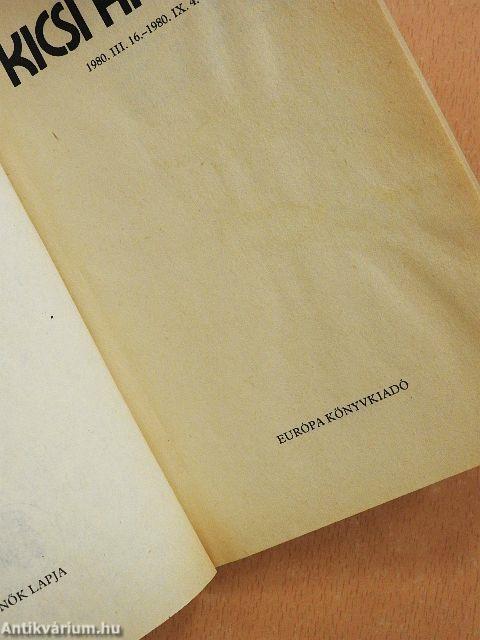 KICSI
1980. III. 16.–1980. IX. 4.
EURÓPA KÖNYVKIADÓ
NŐK LAPJA
Antikvárium.hu